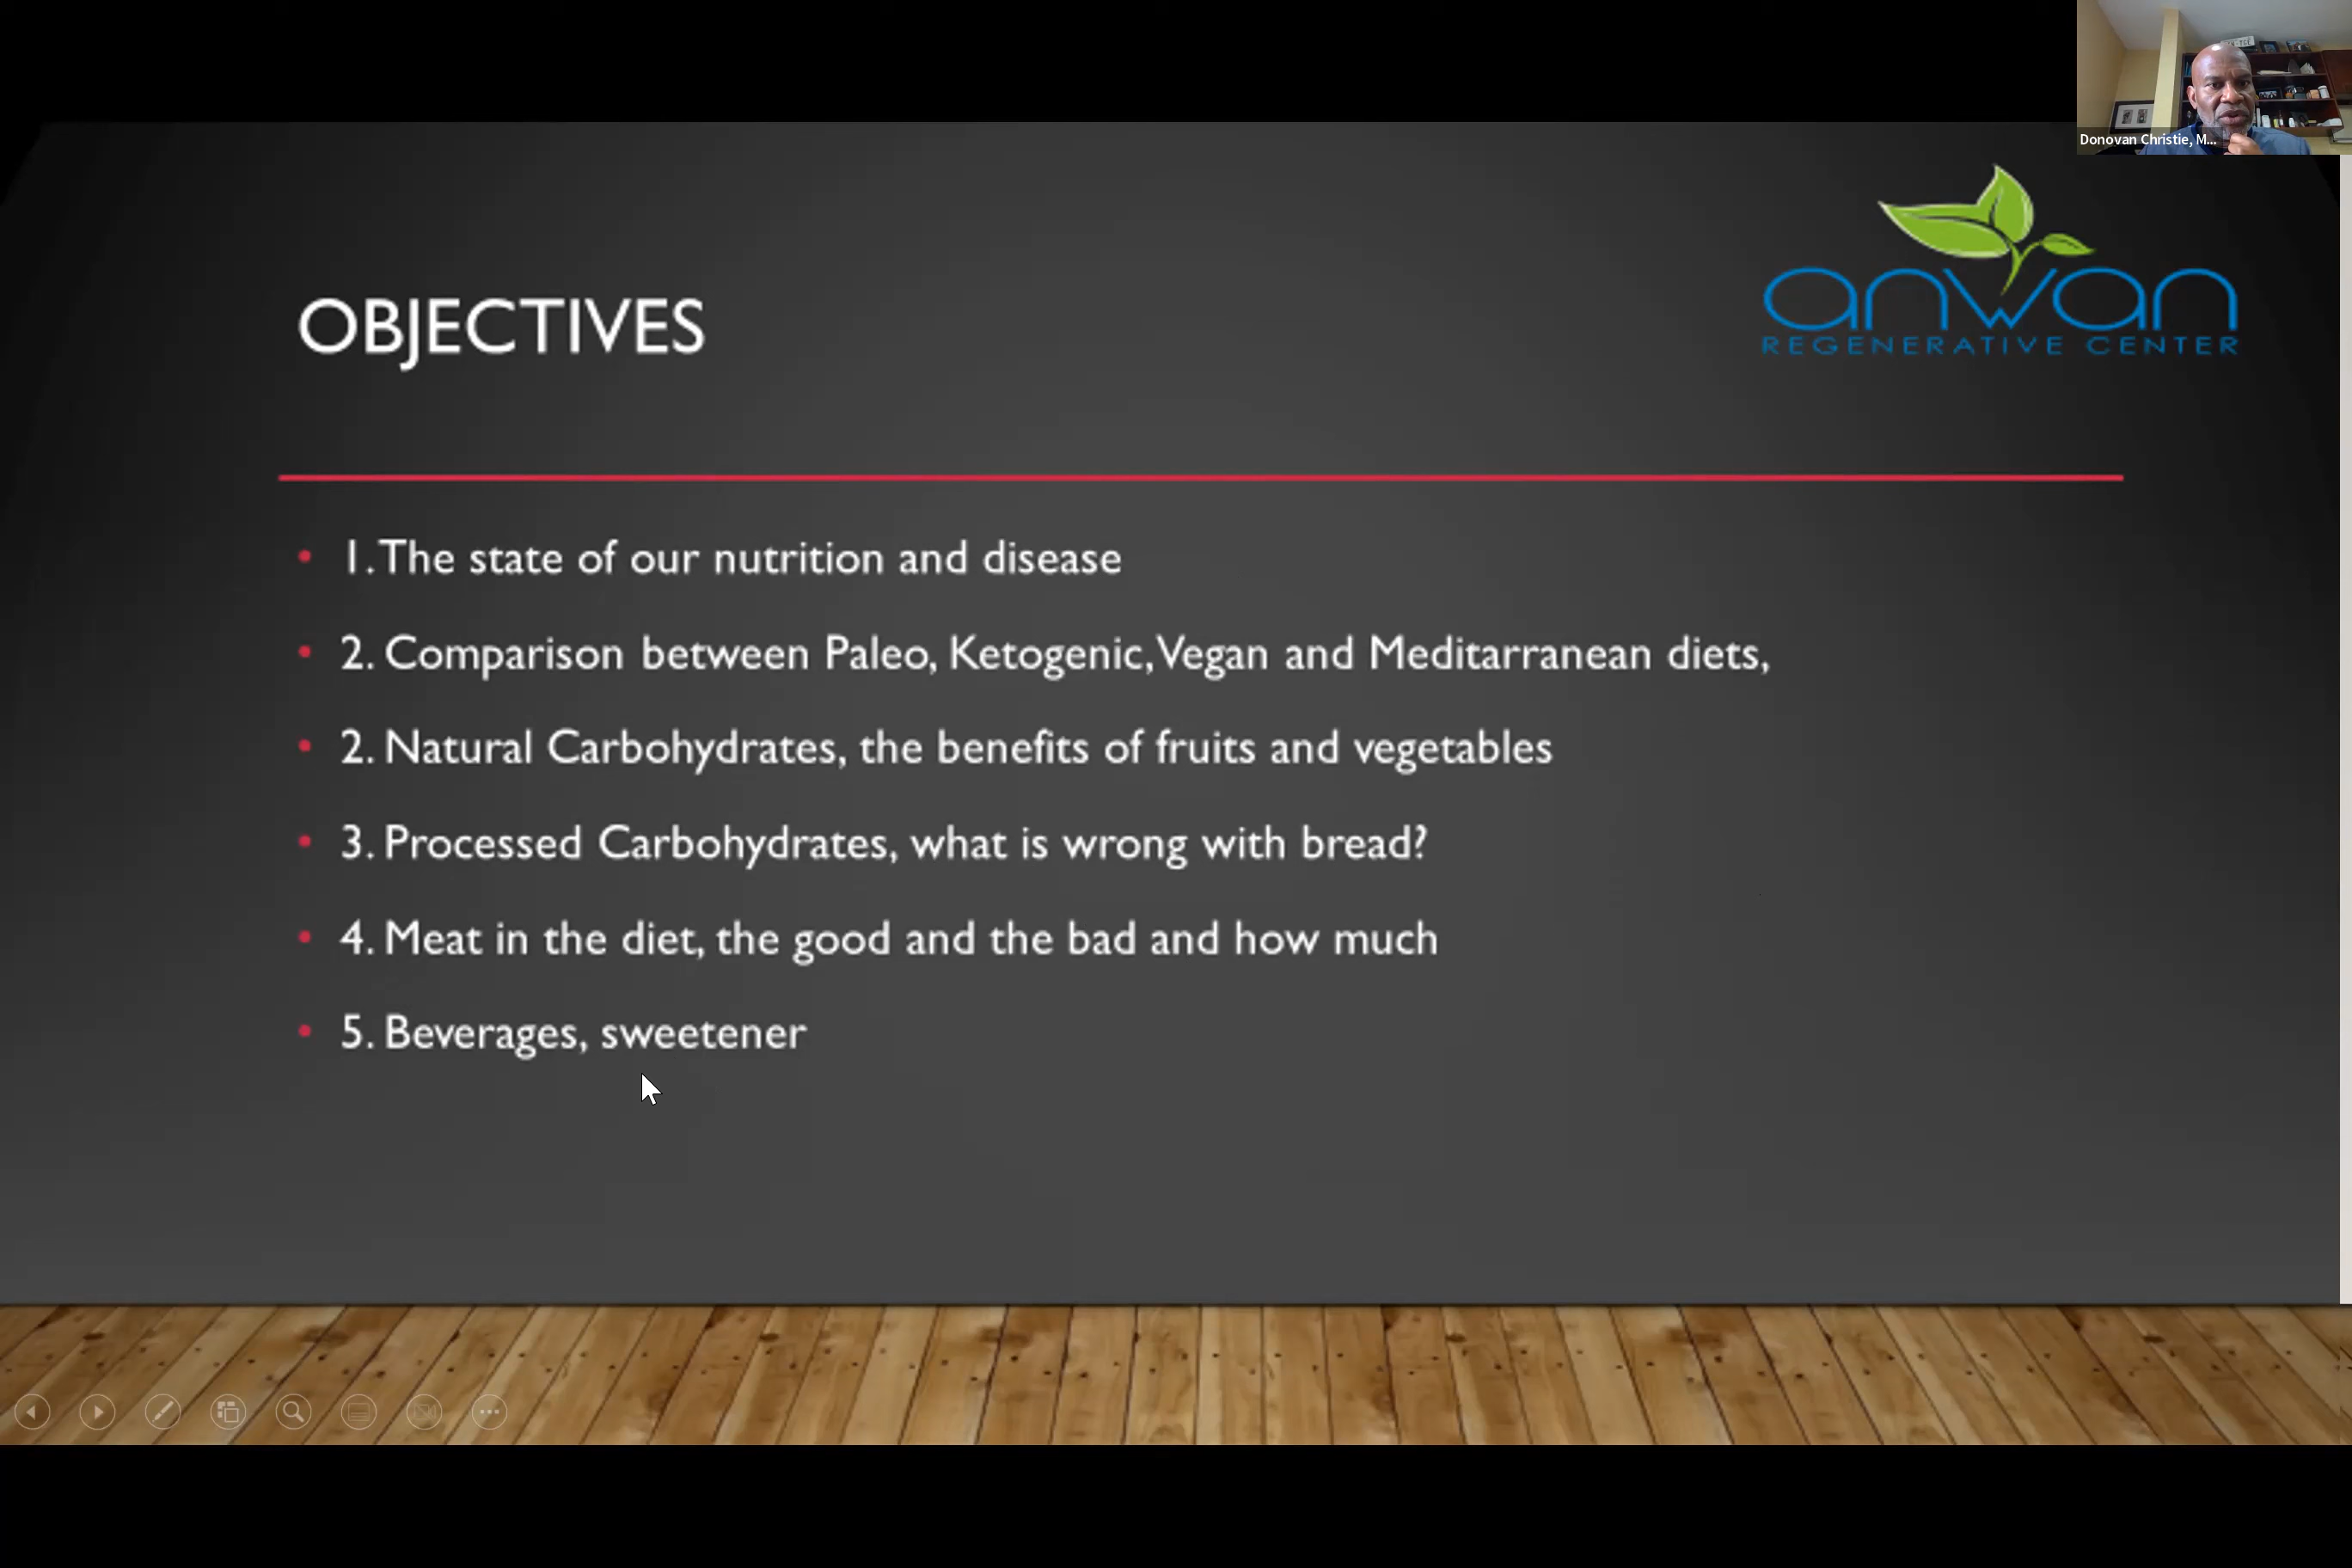 Donovan Christie, M...
anwan
REGENERATIVE CENTER
OBJECTIVES
• 1. The state of our nutrition and disease
• 2. Comparison between Paleo, Ketogenic, Vegan and Meditarranean diets,
• 2. Natural Carbohydrates, the benefits of fruits and vegetables
• 3. Processed Carbohydrates, what is wrong with bread?
• 4. Meat in the diet, the good and the bad and how much
• 5. Beverages, sweetener